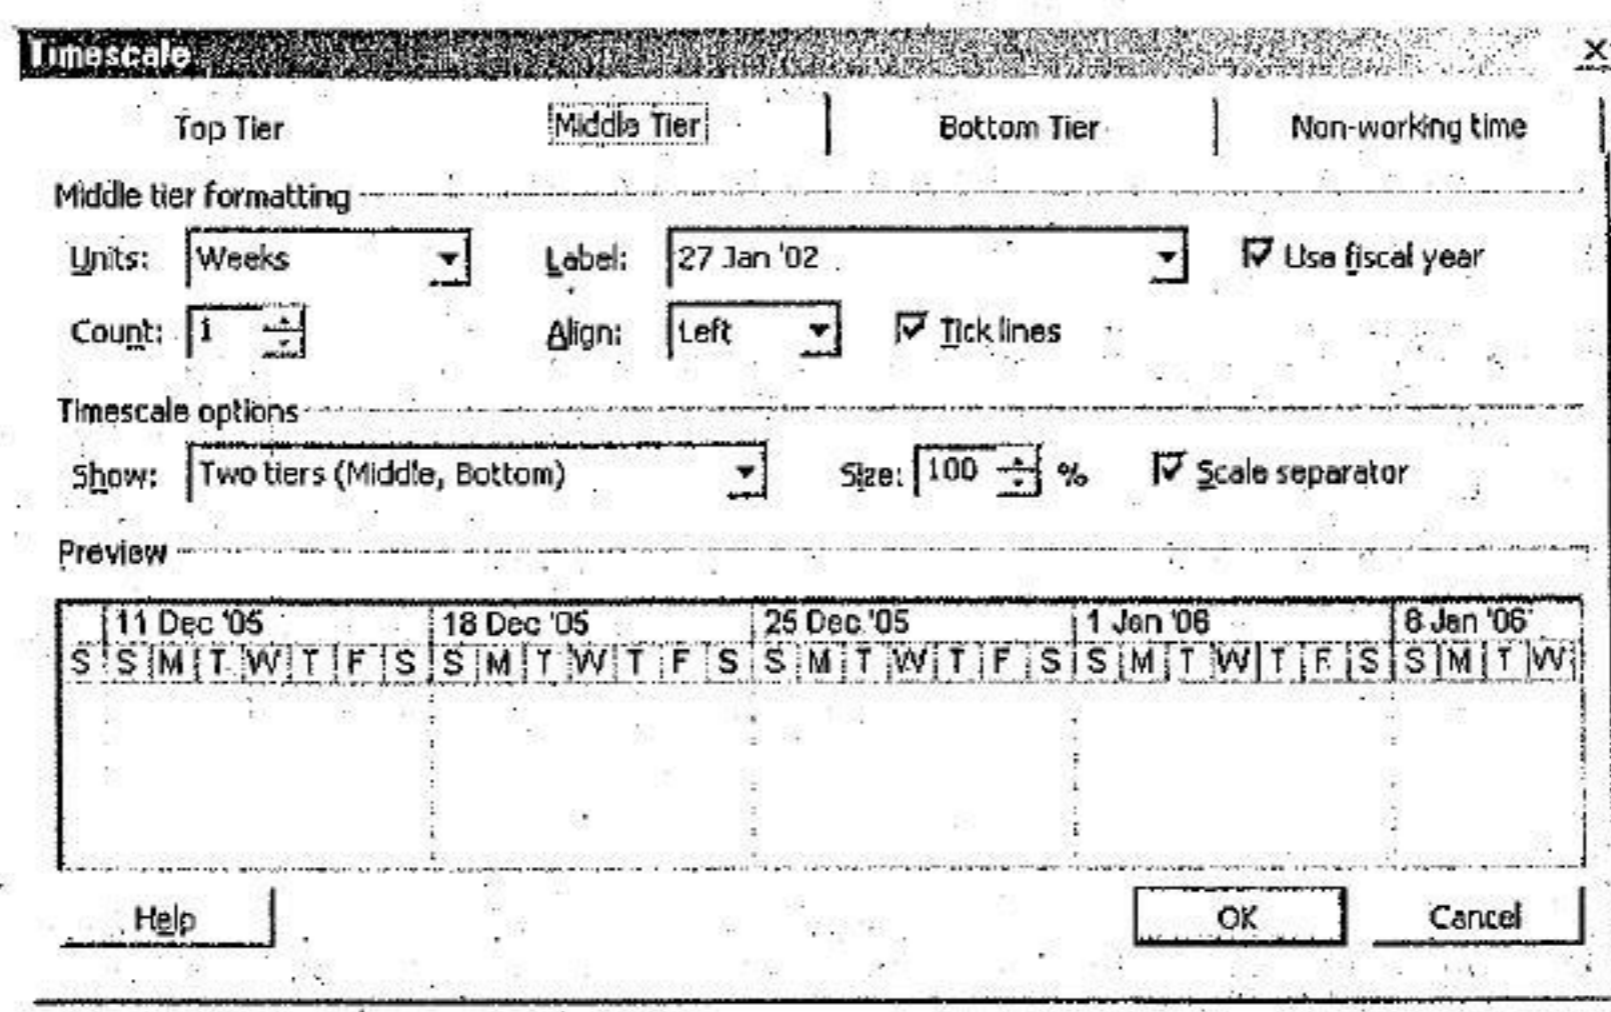 Timescale X
Top Tier Middle Tier Bottom Tier Non-working time
Middle tier formatting
Units: Weeks Label: 27 Jan '02 Use fiscal year
Count: 1 Align: Left Tick lines
Timescale options
Show: Two tiers (Middle, Bottom) Size: 100 % Scale separator
Preview
11 Dec '05 18 Dec '05 25 Dec '05 1 Jan '06 8 Jan '06
S S M T W T F S S M T W T F S S M T W T F S S M T W T F S S M T W
Help OK Cancel